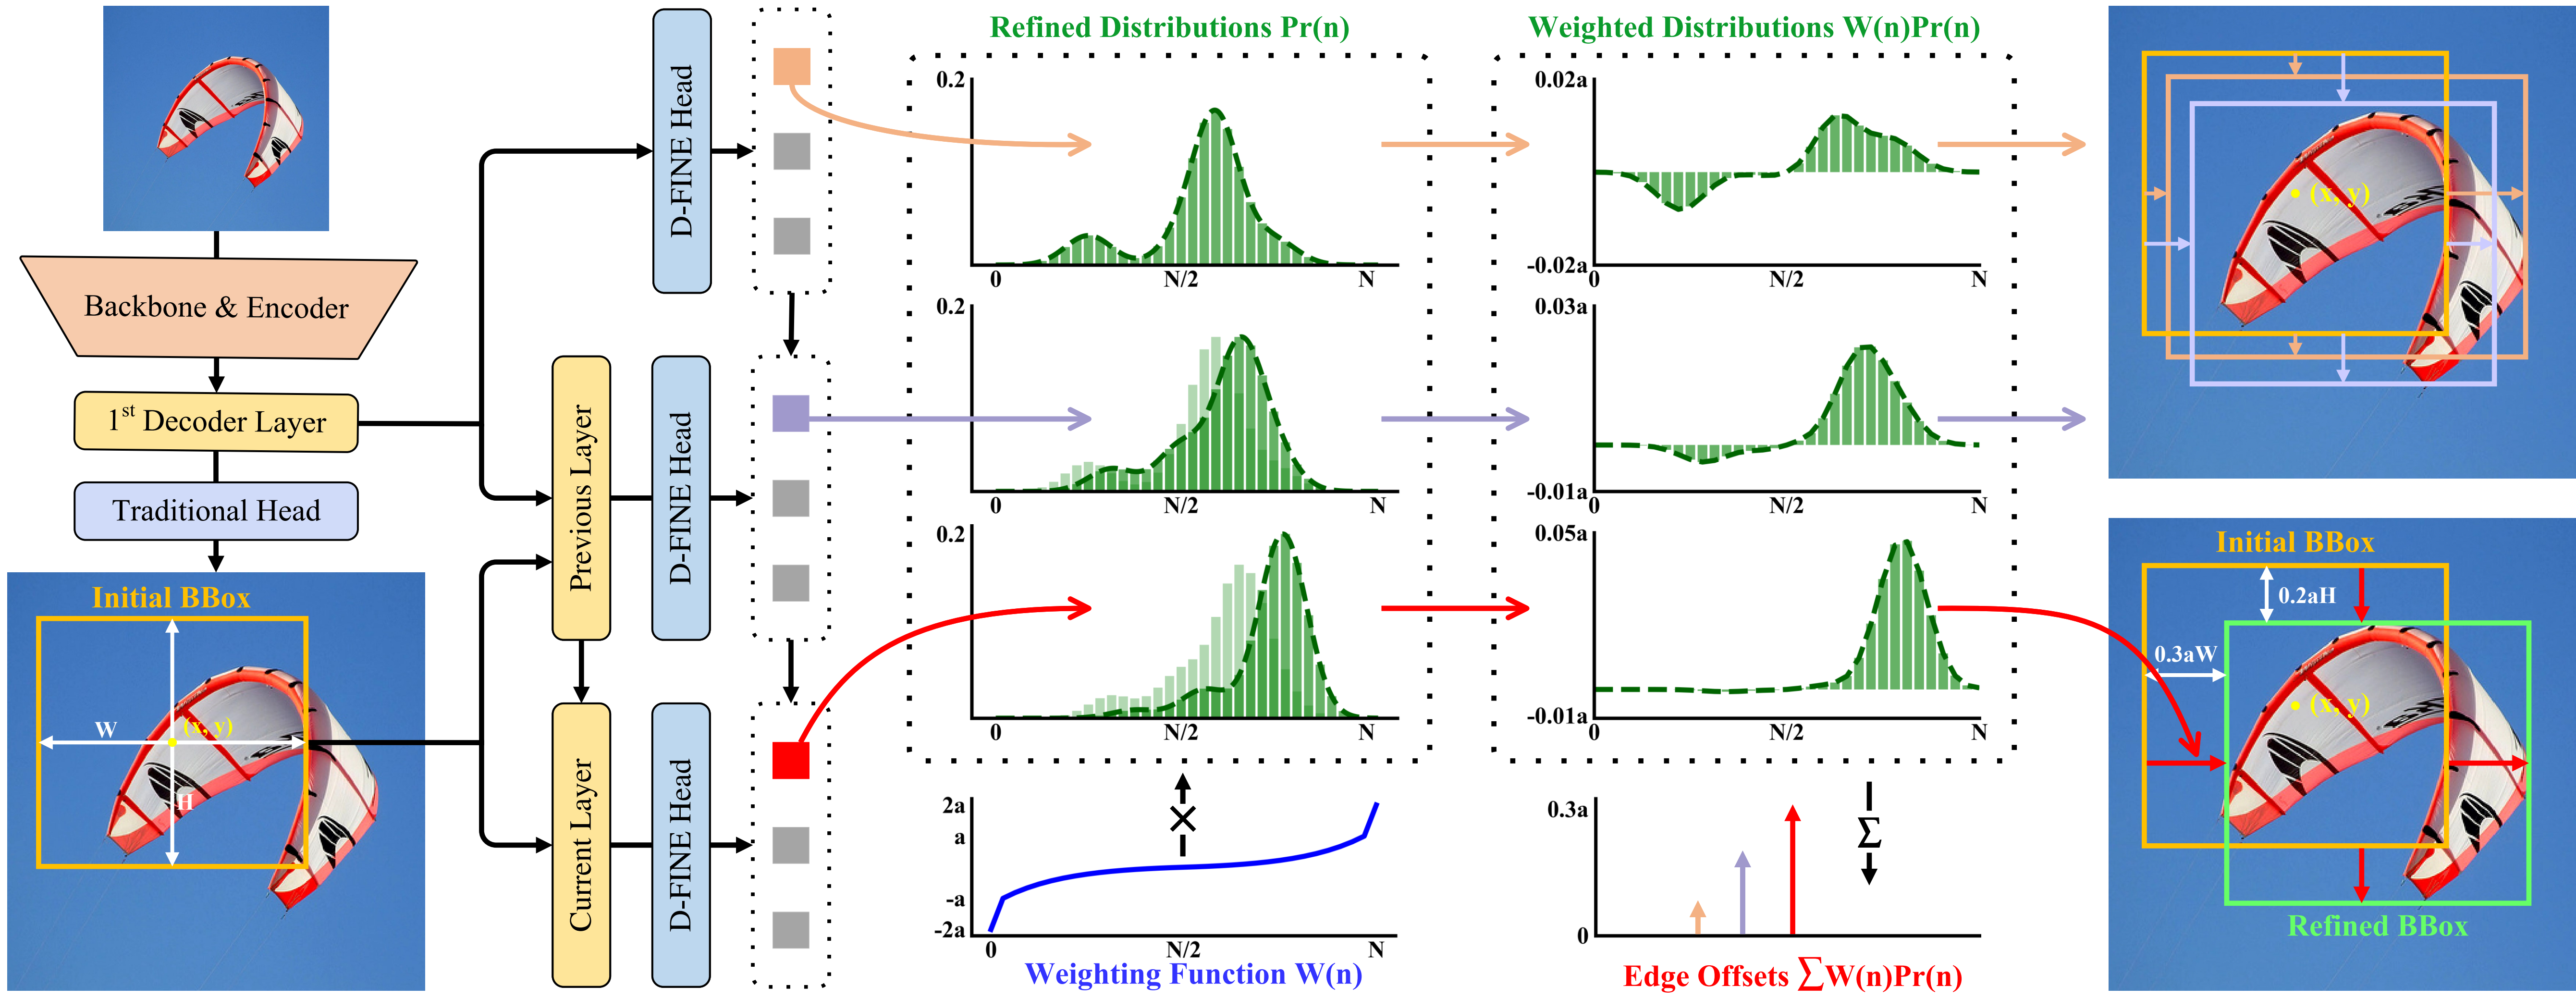 Backbone & Encoder
1st Decoder Layer
Traditional Head
Initial BBox
W
(x, y)
H
D-FINE Head
Previous Layer
D-FINE Head
Current Layer
D-FINE Head
Refined Distributions Pr(n)
0.2
0
N/2
N
0.2
0
N/2
N
0.2
0
N/2
N
2a
a
-a
-2a
0
N/2
N
Weighting Function W(n)
Weighted Distributions W(n)Pr(n)
0.02a
-0.02a
0
N/2
N
0.03a
-0.01a
0
N/2
N
0.05a
-0.01a
0
N/2
N
Σ
0.3a
0
Edge Offsets ΣW(n)Pr(n)
(x, y)
Initial BBox
0.2aH
0.3aW
(x, y)
Refined BBox